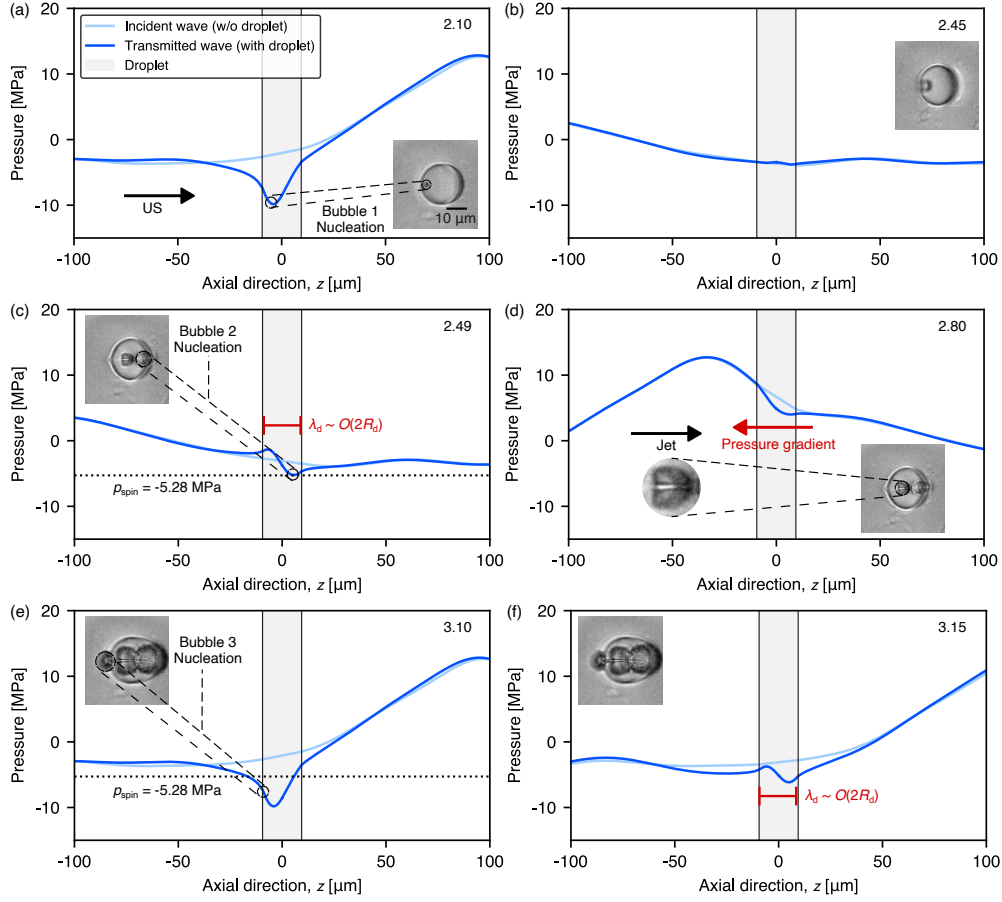 (a)
2.10
Incident wave (w/o droplet)
Transmitted wave (with droplet)
Droplet
US
Bubble 1
Nucleation
10 µm
Pressure [MPa]
20
10
0
-10
-100
-50
0
50
100
Axial direction, z [µm]
(b)
2.45
Pressure [MPa]
20
10
0
-10
-100
-50
0
50
100
Axial direction, z [µm]
(c)
2.49
Bubble 2
Nucleation
λd ~ O(2Rd)
pspin = -5.28 MPa
Pressure [MPa]
20
10
0
-10
-100
-50
0
50
100
Axial direction, z [µm]
(d)
2.80
Jet
Pressure gradient
Pressure [MPa]
20
10
0
-10
-100
-50
0
50
100
Axial direction, z [µm]
(e)
3.10
Bubble 3
Nucleation
pspin = -5.28 MPa
Pressure [MPa]
20
10
0
-10
-100
-50
0
50
100
Axial direction, z [µm]
(f)
3.15
λd ~ O(2Rd)
Pressure [MPa]
20
10
0
-10
-100
-50
0
50
100
Axial direction, z [µm]